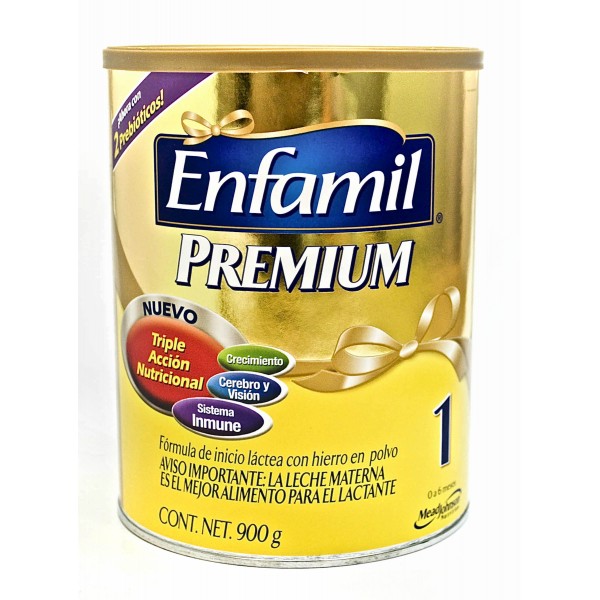 ¡Ahora con
2 Prebióticos!
Enfamil®
PREMIUM
NUEVO
Triple
Acción
Nutricional
Crecimiento
Cerebro y
Visión
Sistema
Inmune
1
Fórmula de inicio láctea con hierro en polvo
AVISO IMPORTANTE: LA LECHE MATERNA
ES EL MEJOR ALIMENTO PARA EL LACTANTE
0 a 6 meses
CONT. NET. 900 g
MeadJohnson